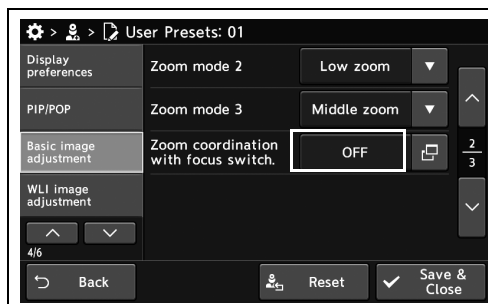 > > User Presets: 01
Display
preferences
PIP/POP
Basic image
adjustment
WLI image
adjustment
4/6
Zoom mode 2
Low zoom
Zoom mode 3
Middle zoom
Zoom coordination
with focus switch.
OFF
2
3
Back
Reset
Save &
Close